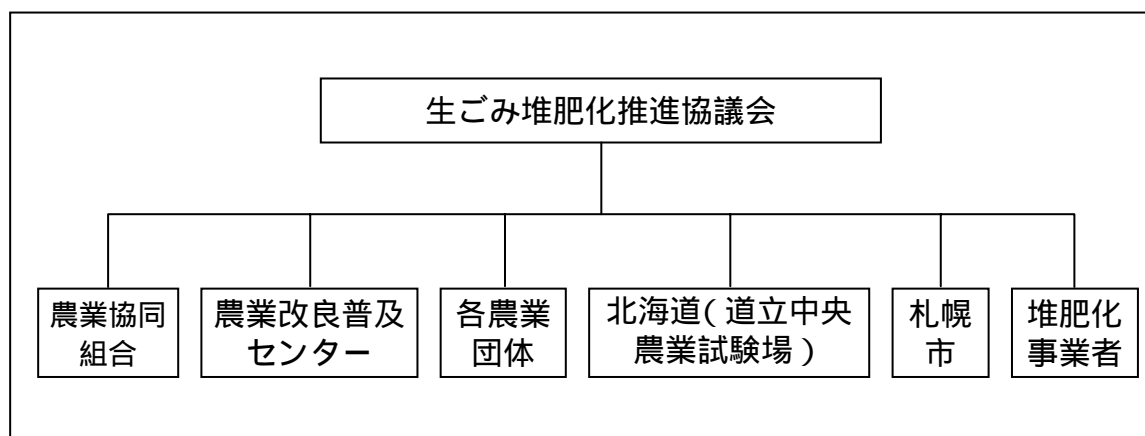 生ごみ堆肥化推進協議会
農業協同
組合
農業改良普及
センター
各農業
団体
北海道(道立中央
農業試験場)
札幌
市
堆肥化
事業者